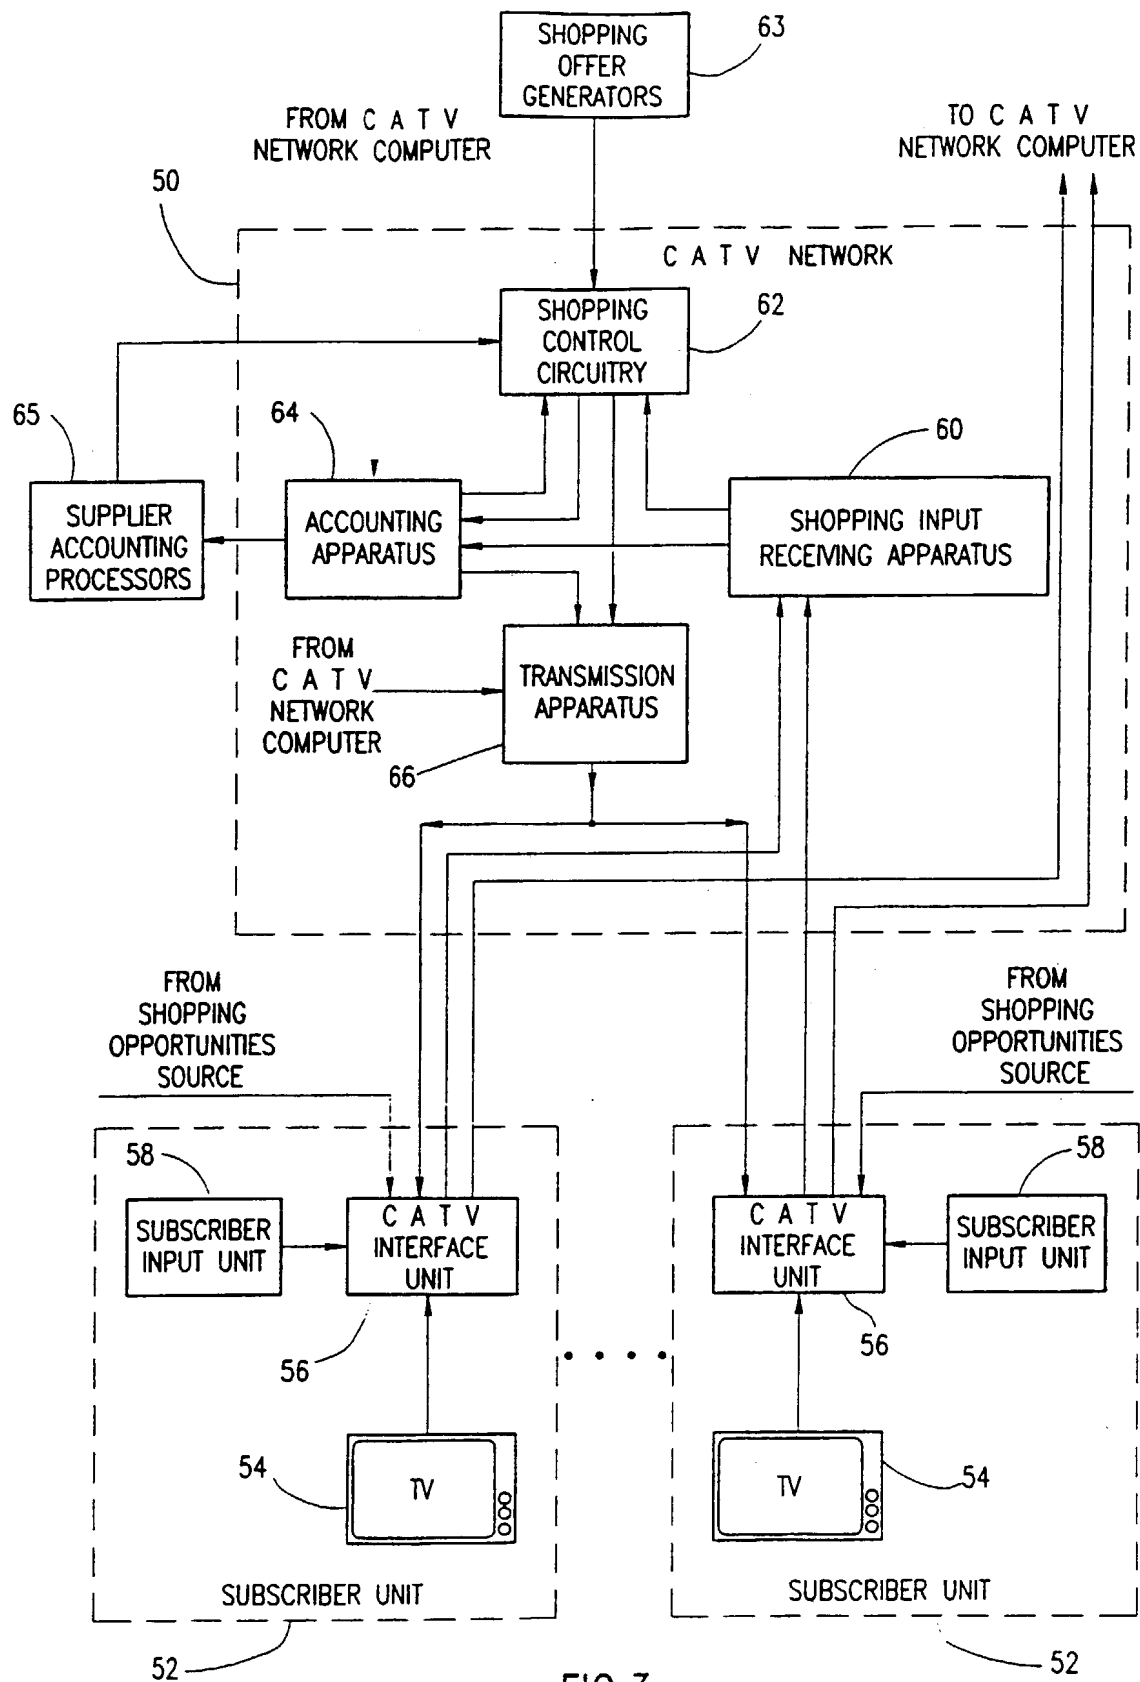 SHOPPING
OFFER
GENERATORS
63
FROM C A T V
NETWORK COMPUTER
TO C A T V
NETWORK COMPUTER
50
C A T V NETWORK
SHOPPING
CONTROL
CIRCUITRY
62
65
64
60
SUPPLIER
ACCOUNTING
PROCESSORS
ACCOUNTING
APPARATUS
SHOPPING INPUT
RECEIVING APPARATUS
FROM
C A T V
NETWORK
COMPUTER
TRANSMISSION
APPARATUS
66
FROM
SHOPPING
OPPORTUNITIES
SOURCE
FROM
SHOPPING
OPPORTUNITIES
SOURCE
58
SUBSCRIBER
INPUT UNIT
C A T V
INTERFACE
UNIT
56
54
TV
SUBSCRIBER UNIT
52
58
C A T V
INTERFACE
UNIT
SUBSCRIBER
INPUT UNIT
56
TV
54
SUBSCRIBER UNIT
52